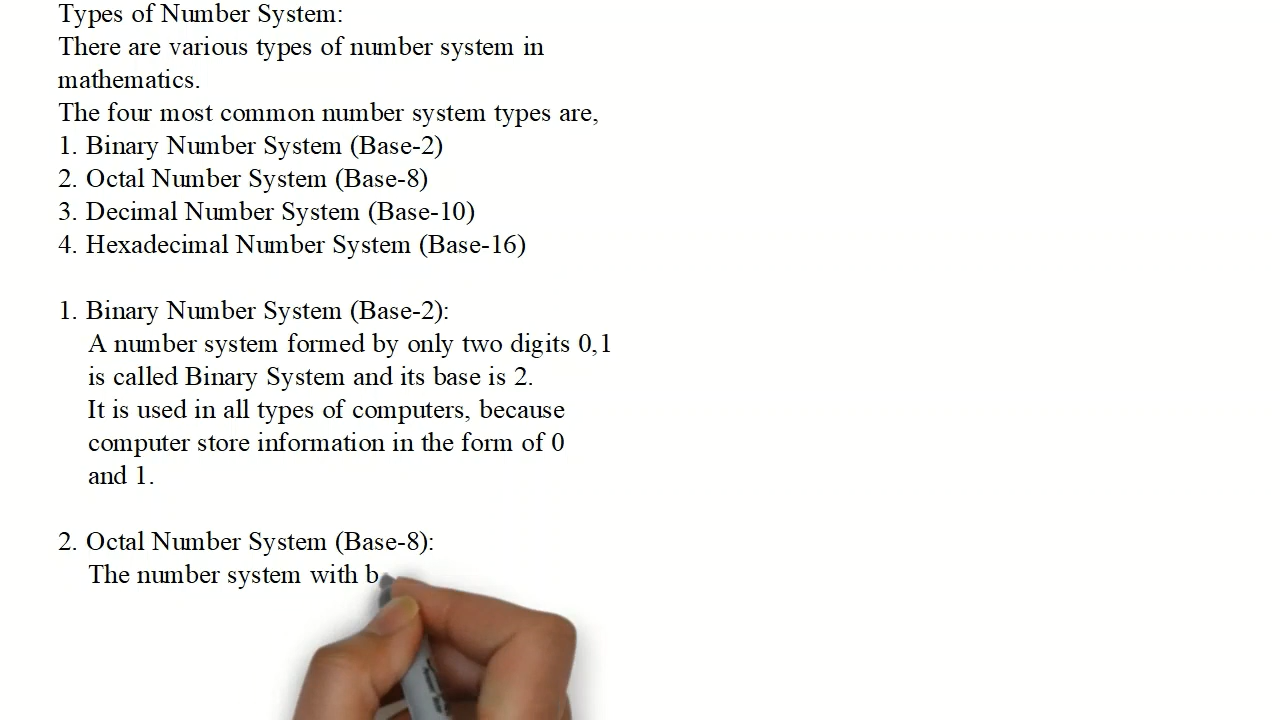 Types of Number System:
There are various types of number system in
mathematics.
The four most common number system types are,
1. Binary Number System (Base-2)
2. Octal Number System (Base-8)
3. Decimal Number System (Base-10)
4. Hexadecimal Number System (Base-16)
1. Binary Number System (Base-2):
A number system formed by only two digits 0,1
is called Binary System and its base is 2.
It is used in all types of computers, because
computer store information in the form of 0
and 1.
2. Octal Number System (Base-8):
The number system with b